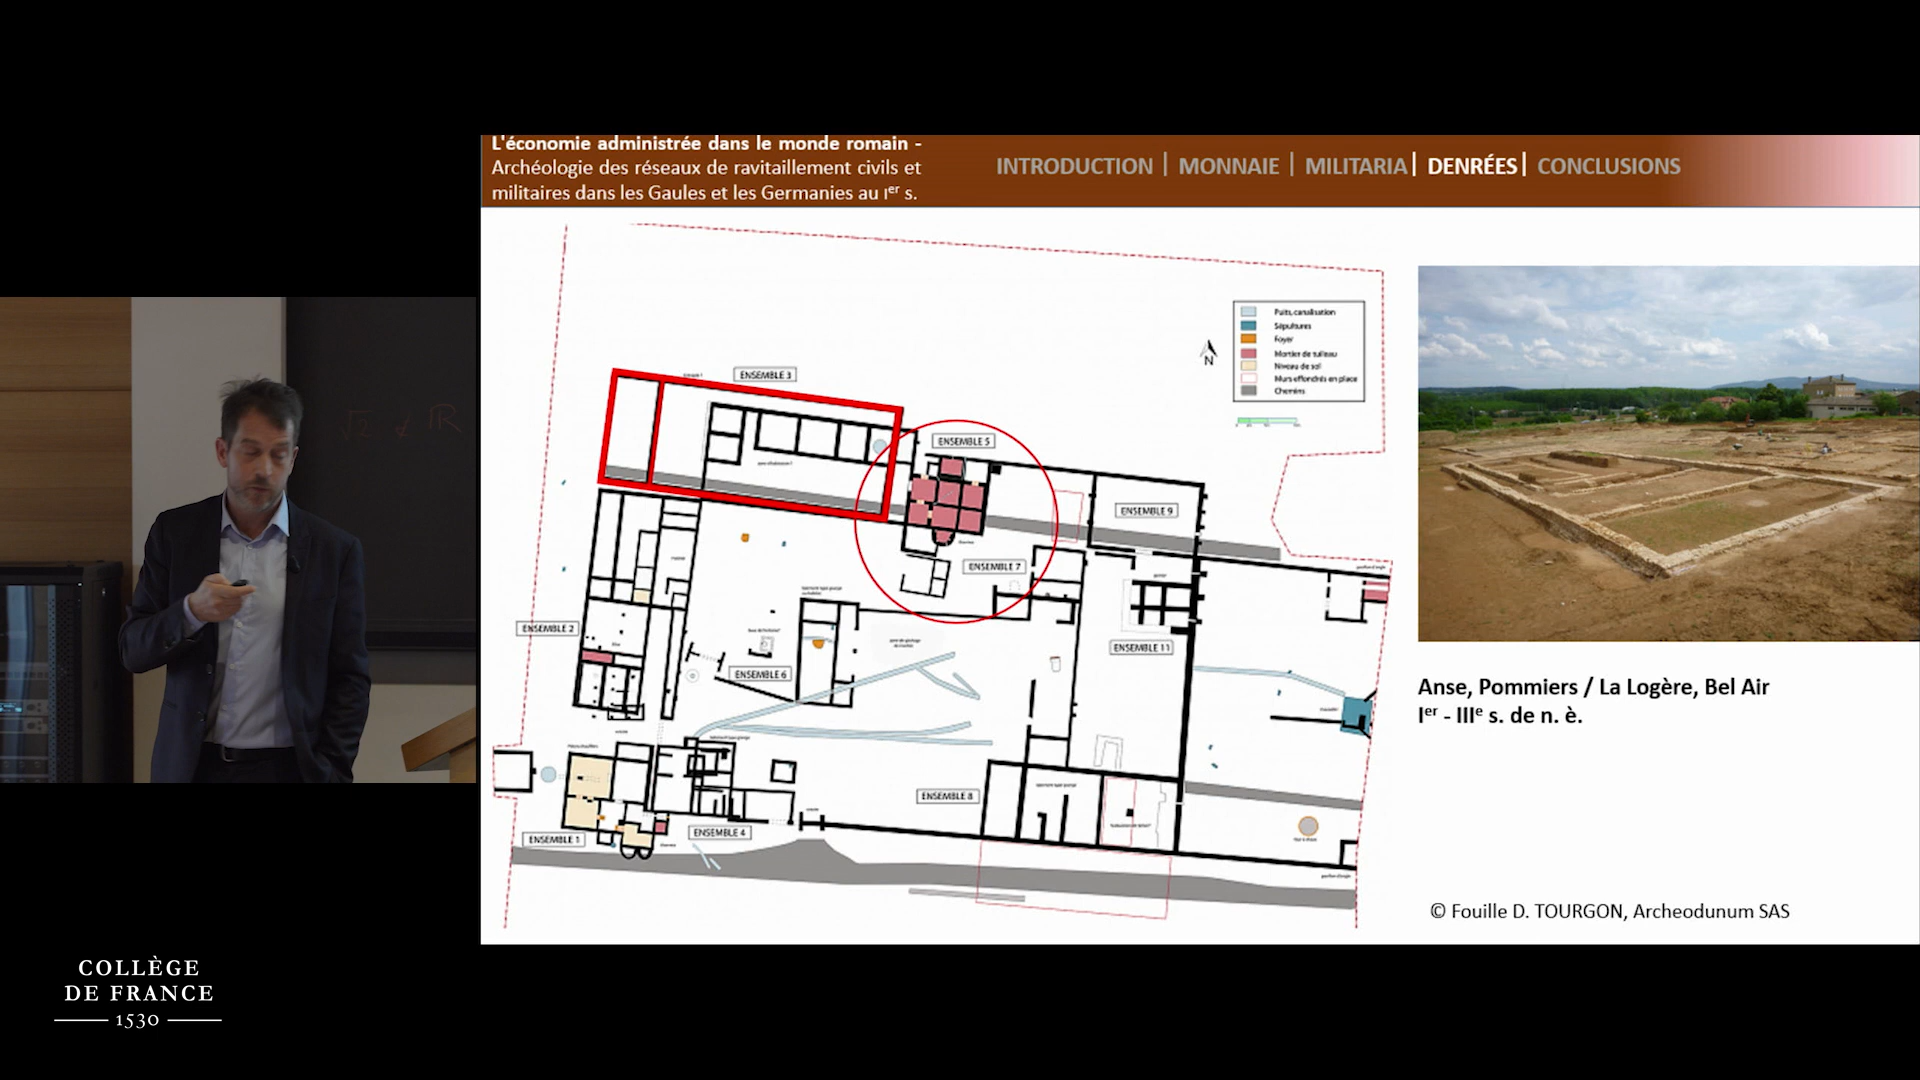 L'économie administrée dans le monde romain -
Archéologie des réseaux de ravitaillement civils et
militaires dans les Gaules et les Germanies au Iᵉʳ s.
INTRODUCTION | MONNAIE | MILITARIA | DENRÉES | CONCLUSIONS
Puits, canalisation
Sépultures
Foyer
Mortier de tuileau
Niveau de sol
Murs effondrés en place
Chemins
N
ENSEMBLE 3
ENSEMBLE 5
ENSEMBLE 9
ENSEMBLE 7
ENSEMBLE 2
ENSEMBLE 11
ENSEMBLE 6
ENSEMBLE 8
ENSEMBLE 4
ENSEMBLE 1
Anse, Pommiers / La Logère, Bel Air
Iᵉʳ - IIIᵉ s. de n. è.
© Fouille D. TOURGON, Archeodunum SAS
√2 ∉ ℝ
COLLÈGE
DE FRANCE
1530